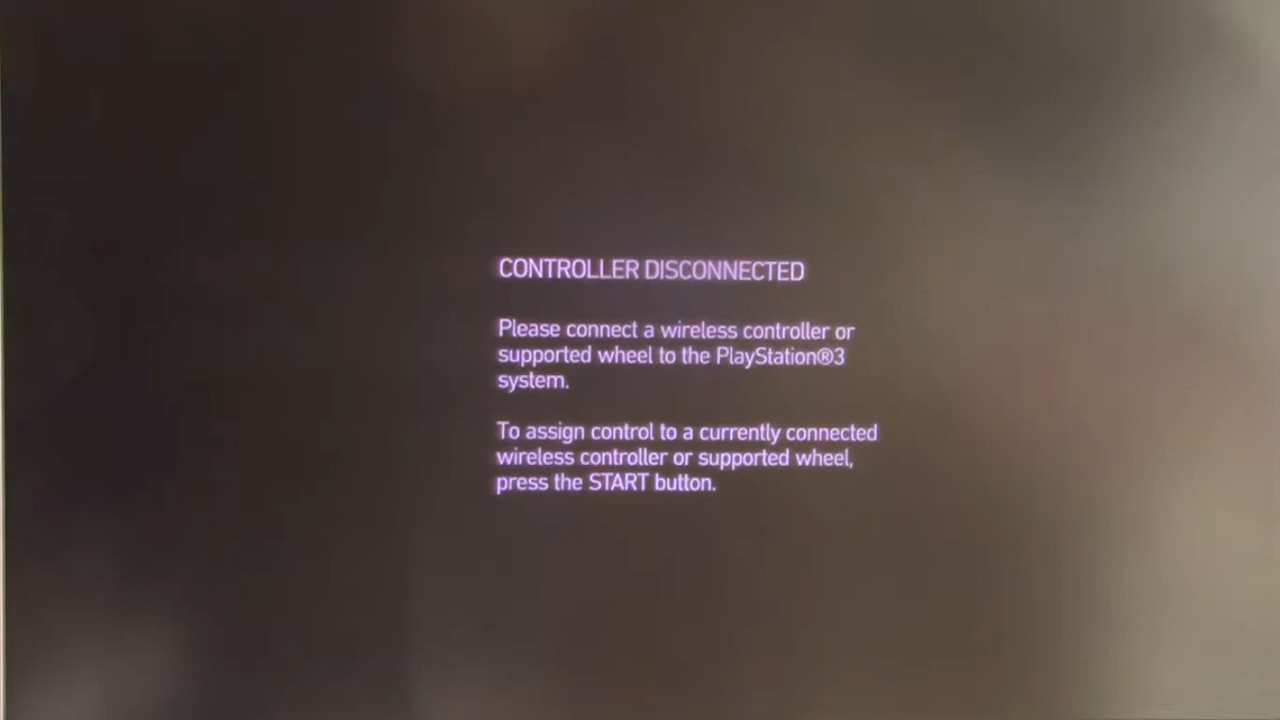 CONTROLLER DISCONNECTED
Please connect a wireless controller or
supported wheel to the PlayStation®3
system.
To assign control to a currently connected
wireless controller or supported wheel,
press the START button.